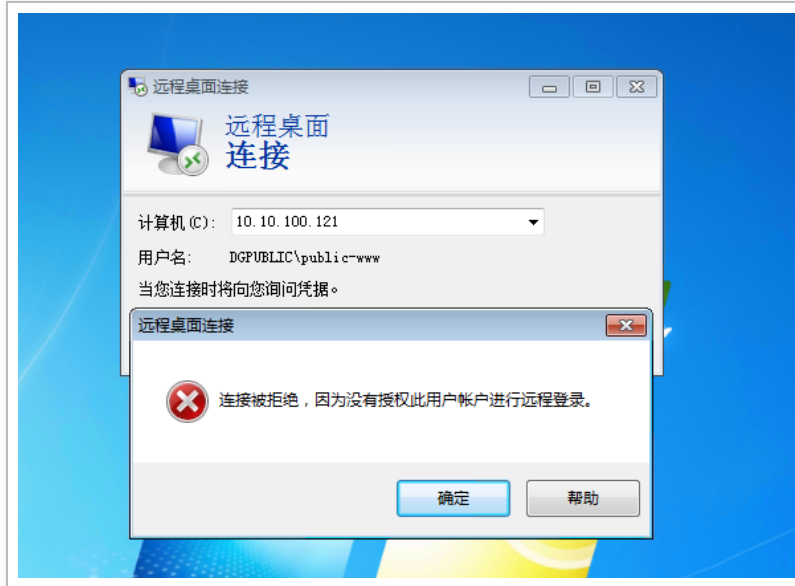 远程桌面连接
远程桌面
连接
计算机(C): 10.10.100.121
用户名: DGPUBLIC\public-www
当您连接时将向您询问凭据。
远程桌面连接
连接被拒绝，因为没有授权此用户帐户进行远程登录。
确定 帮助